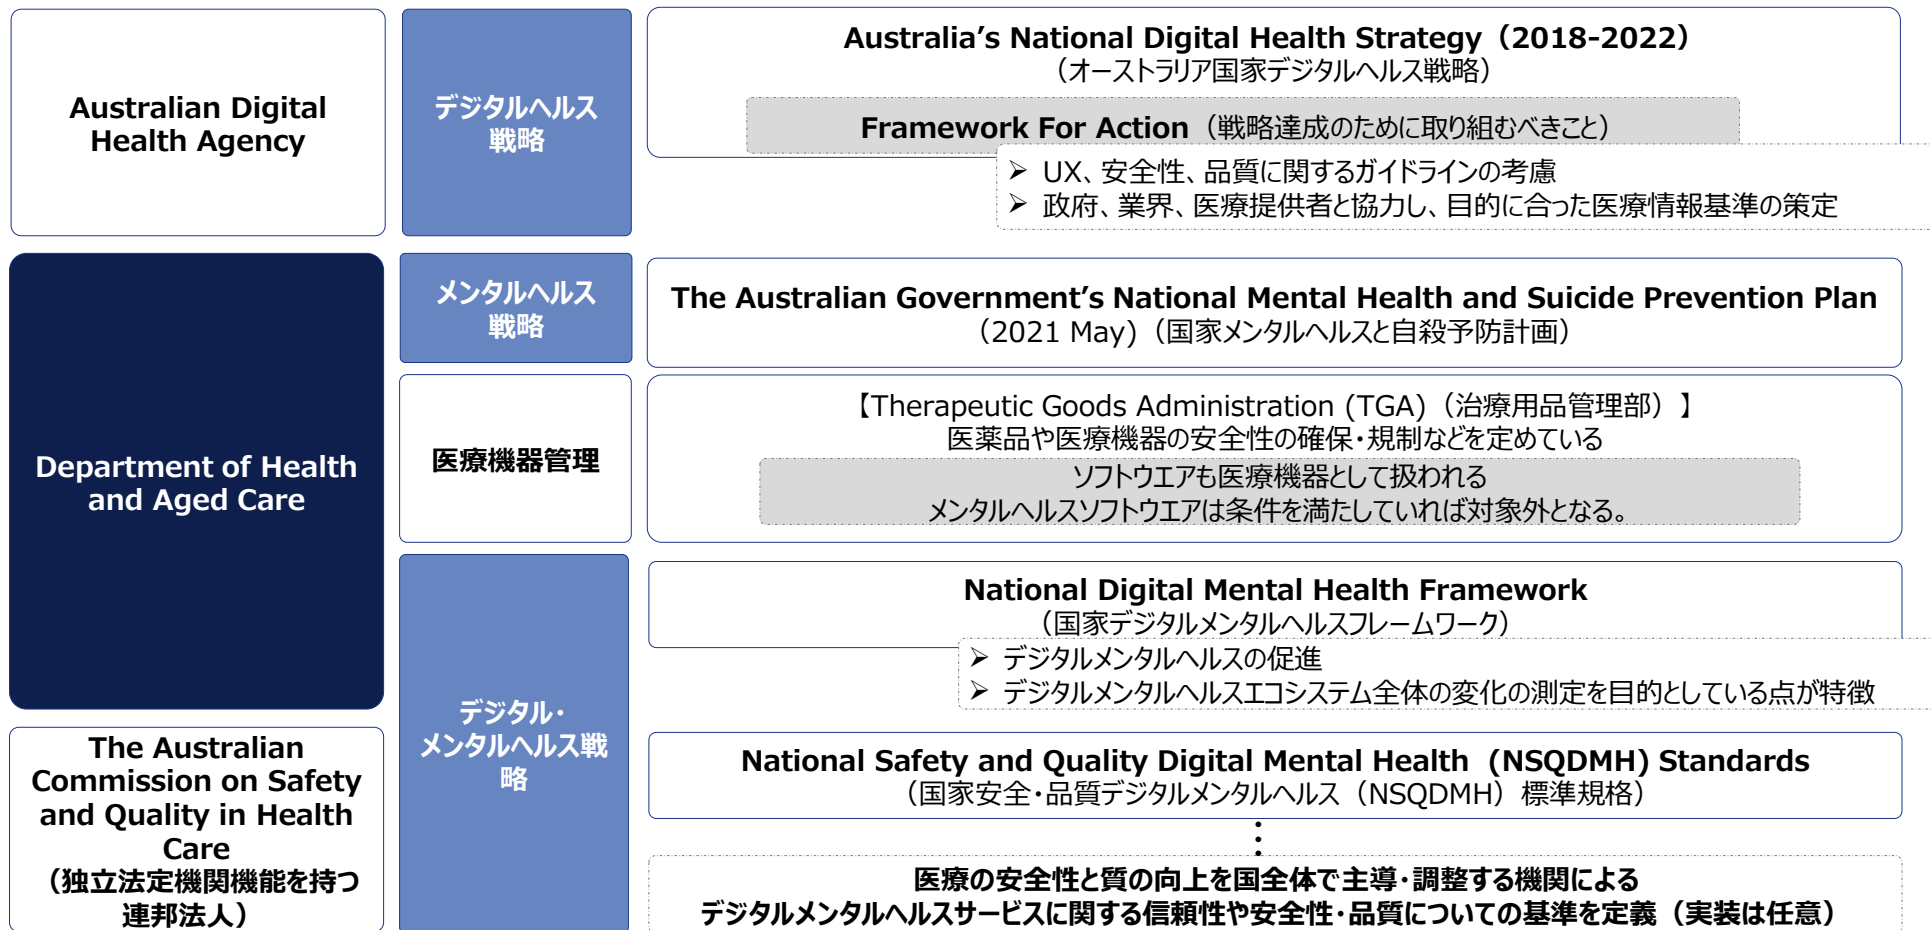 Australian Digital
Health Agency
デジタルヘルス
戦略
Australia's National Digital Health Strategy（2018-2022）
（オーストラリア国家デジタルヘルス戦略）
Framework For Action（戦略達成のために取り組むべきこと）
➢ UX、安全性、品質に関するガイドラインの考慮
➢ 政府、業界、医療提供者と協力し、目的に合った医療情報基準の策定
Department of Health
and Aged Care
メンタルヘルス
戦略
The Australian Government's National Mental Health and Suicide Prevention Plan
（2021 May)（国家メンタルヘルスと自殺予防計画）
医療機器管理
【Therapeutic Goods Administration (TGA)（治療用品管理部）】
医薬品や医療機器の安全性の確保・規制などを定めている
ソフトウエアも医療機器として扱われる
メンタルヘルスソフトウエアは条件を満たしていれば対象外となる。
デジタル・
メンタルヘルス戦
略
National Digital Mental Health Framework
（国家デジタルメンタルヘルスフレームワーク）
➢ デジタルメンタルヘルスの促進
➢ デジタルメンタルヘルスエコシステム全体の変化の測定を目的としている点が特徴
The Australian
Commission on Safety
and Quality in Health
Care
（独立法定機関機能を持つ
連邦法人）
National Safety and Quality Digital Mental Health (NSQDMH) Standards
（国家安全・品質デジタルメンタルヘルス（NSQDMH）標準規格）
医療の安全性と質の向上を国全体で主導・調整する機関による
デジタルメンタルヘルスサービスに関する信頼性や安全性・品質についての基準を定義（実装は任意）